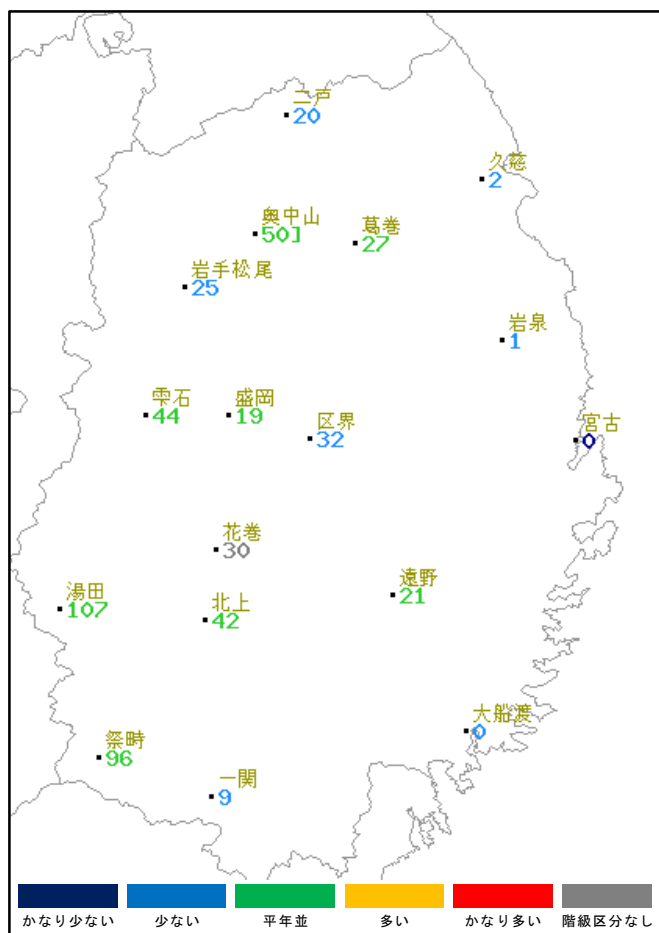 二戸
20
久慈
2
奥中山
50]
葛巻
27
岩手松尾
25
岩泉
1
雫石
44
盛岡
19
区界
32
宮古
0
花巻
30
湯田
107
北上
42
遠野
21
大船渡
0
祭畤
96
一関
9
かなり少ない 少ない 平年並 多い かなり多い 階級区分なし